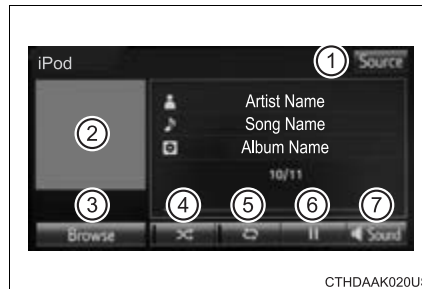 iPod
1
Source
2
Artist Name
Song Name
Album Name
10/11
3
4
5
6
7
Browse
Sound
CTHDAAK020US